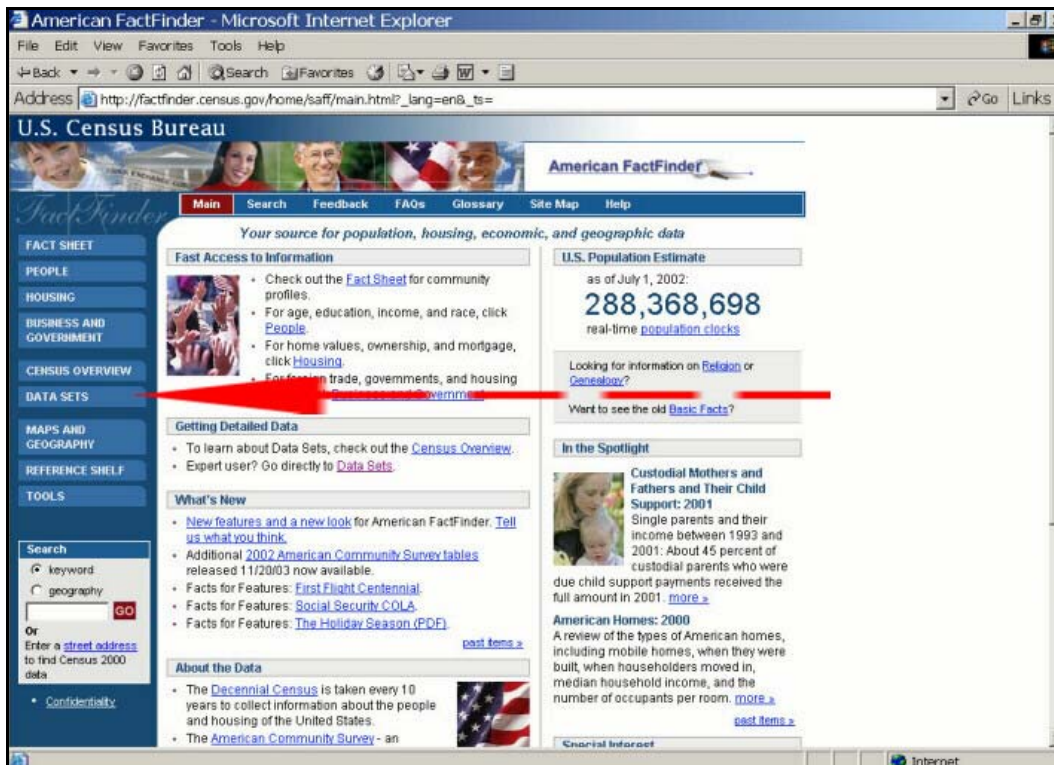 American FactFinder - Microsoft Internet Explorer
File Edit View Favorites Tools Help
Back Search Favorites
Address http://factfinder.census.gov/home/saff/main.html?_lang=en&_ts= Go Links
U.S. Census Bureau
American FactFinder
FactFinder
Main Search Feedback FAQs Glossary Site Map Help
Your source for population, housing, economic, and geographic data
FACT SHEET
PEOPLE
HOUSING
BUSINESS AND
GOVERNMENT
CENSUS OVERVIEW
DATA SETS
MAPS AND
GEOGRAPHY
REFERENCE SHELF
TOOLS
Search
keyword
geography
GO
Or
Enter a street address
to find Census 2000
data
• Confidentiality
Fast Access to Information
• Check out the Fact Sheet for community
profiles.
• For age, education, income, and race, click
People.
• For home values, ownership, and mortgage,
click Housing.
• For foreign trade, governments, and housing
Business and Government
Getting Detailed Data
• To learn about Data Sets, check out the Census Overview.
• Expert user? Go directly to Data Sets.
What's New
• New features and a new look for American FactFinder. Tell
us what you think.
• Additional 2002 American Community Survey tables
released 11/20/03 now available.
• Facts for Features: First Flight Centennial.
• Facts for Features: Social Security COLA.
• Facts for Features: The Holiday Season (PDF).
past items »
About the Data
• The Decennial Census is taken every 10
years to collect information about the people
and housing of the United States.
• The American Community Survey - an
U.S. Population Estimate
as of July 1, 2002:
288,368,698
real-time population clocks
Looking for information on Religion or
Genealogy?
Want to see the old Basic Facts?
In the Spotlight
Custodial Mothers and
Fathers and Their Child
Support: 2001
Single parents and their
income between 1993 and
2001: About 45 percent of
custodial parents who were
due child support payments received the
full amount in 2001. more »
American Homes: 2000
A review of the types of American homes,
including mobile homes, when they were
built, when householders moved in,
median household income, and the
number of occupants per room. more »
past items »
Special Interest
Internet